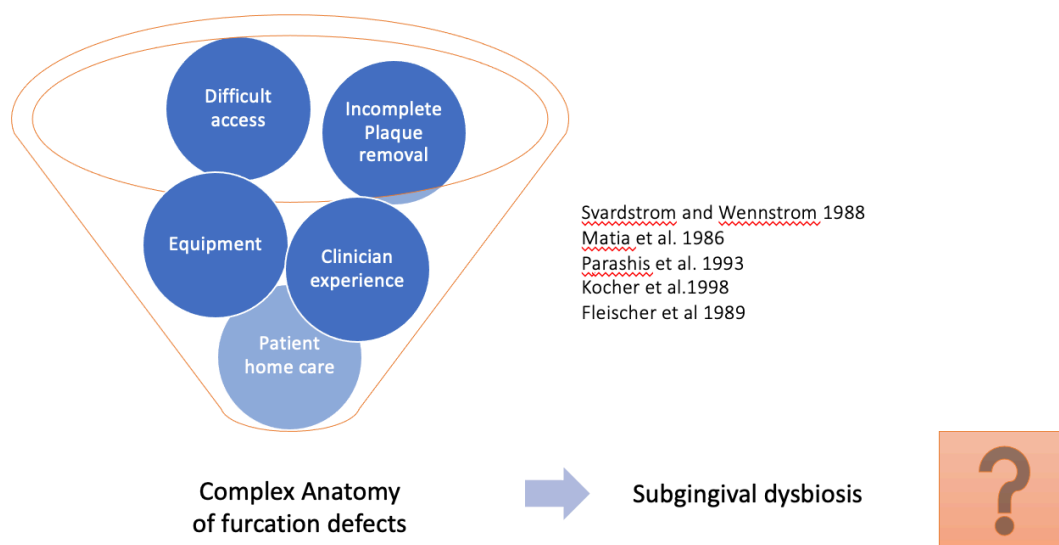 Difficult
access
Incomplete
Plaque
removal
Equipment
Clinician
experience
Patient
home care
Svardstrom and Wennstrom 1988
Matia et al. 1986
Parashis et al. 1993
Kocher et al.1998
Fleischer et al 1989
Complex Anatomy
of furcation defects
Subgingival dysbiosis
?